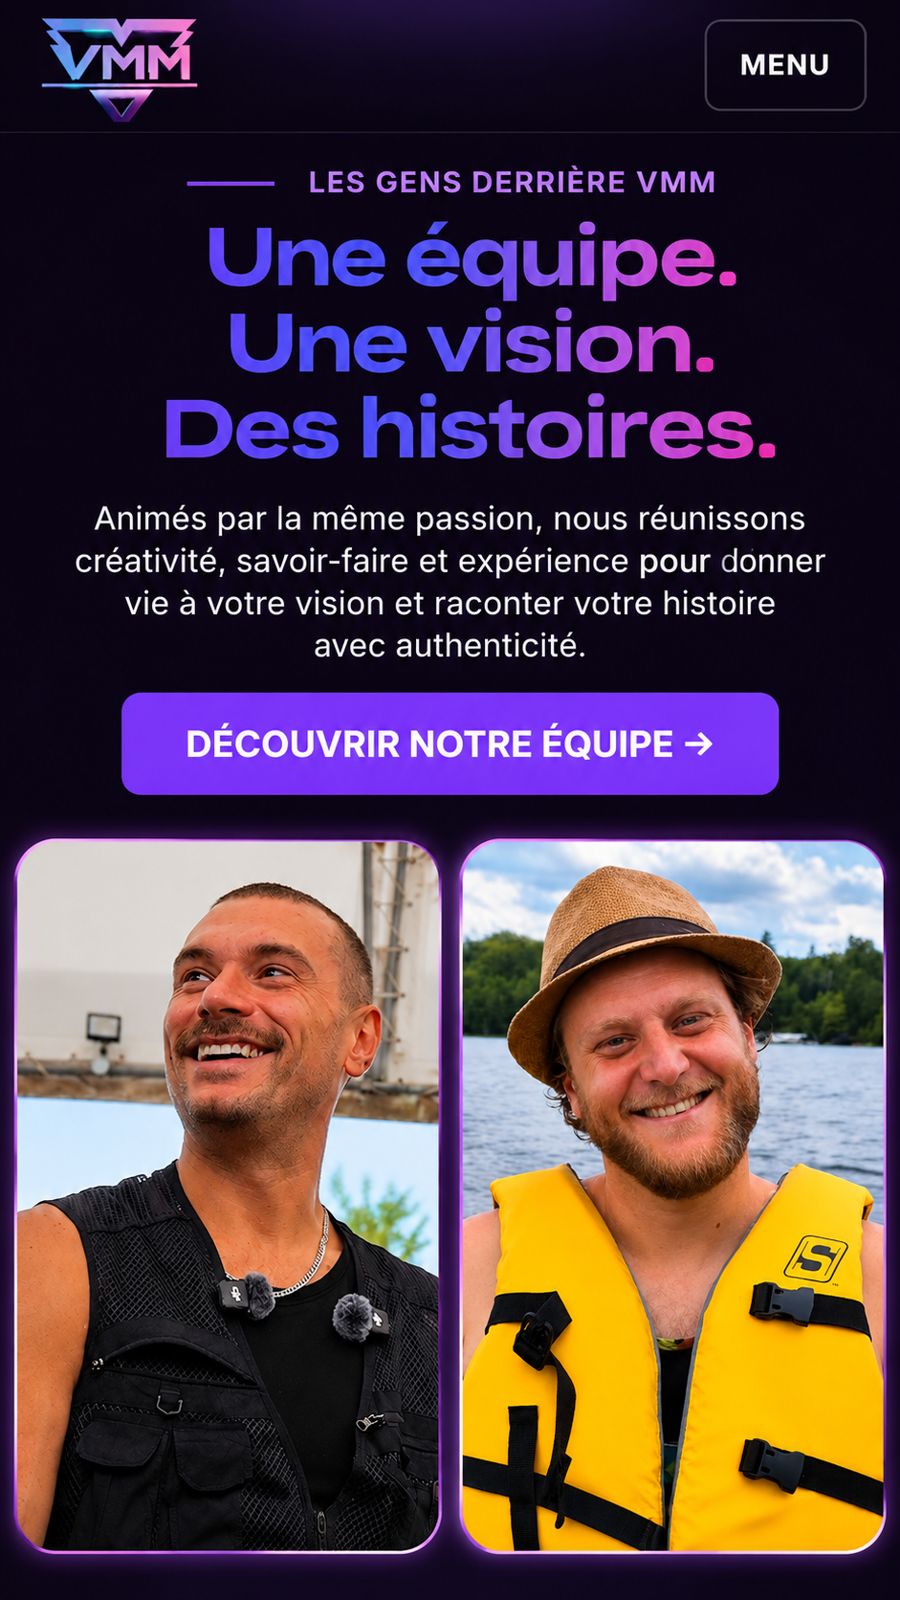 VMM
MENU
LES GENS DERRIÈRE VMM
Une équipe.
Une vision.
Des histoires.
Animés par la même passion, nous réunissons
créativité, savoir-faire et expérience pour donner
vie à votre vision et raconter votre histoire
avec authenticité.
DÉCOUVRIR NOTRE ÉQUIPE →
S